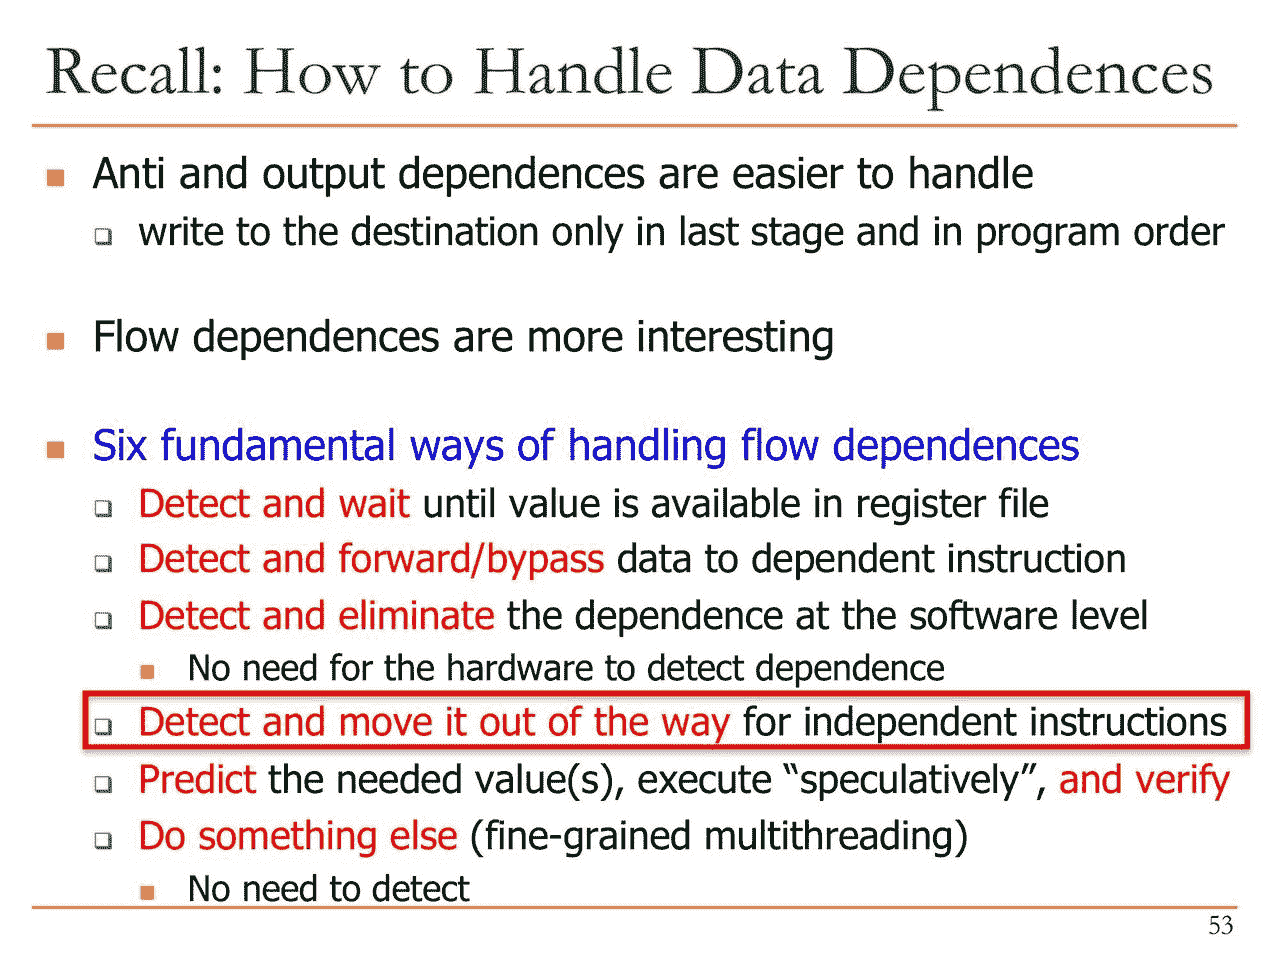 Recall: How to Handle Data Dependences
Anti and output dependences are easier to handle
write to the destination only in last stage and in program order
Flow dependences are more interesting
Six fundamental ways of handling flow dependences
Detect and wait until value is available in register file
Detect and forward/bypass data to dependent instruction
Detect and eliminate the dependence at the software level
No need for the hardware to detect dependence
Detect and move it out of the way for independent instructions
Predict the needed value(s), execute “speculatively”, and verify
Do something else (fine-grained multithreading)
No need to detect
53